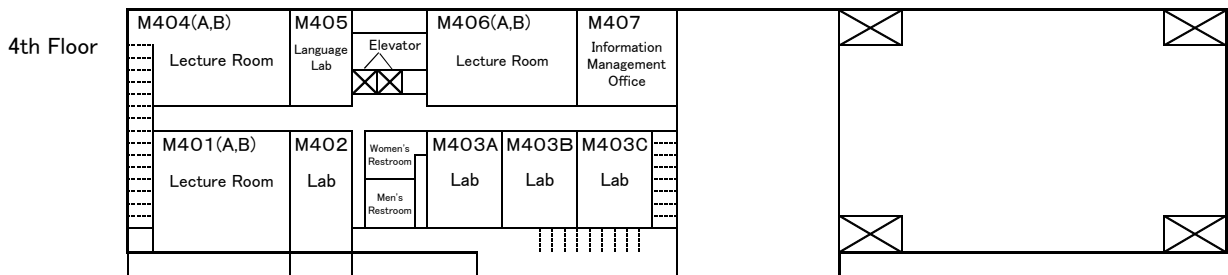 4th Floor
M404(A,B)
Lecture Room
M405
Language
Lab
Elevator
M406(A,B)
Lecture Room
M407
Information
Management
Office
M401(A,B)
Lecture Room
M402
Lab
Women's
Restroom
Men's
Restroom
M403A
Lab
M403B
Lab
M403C
Lab